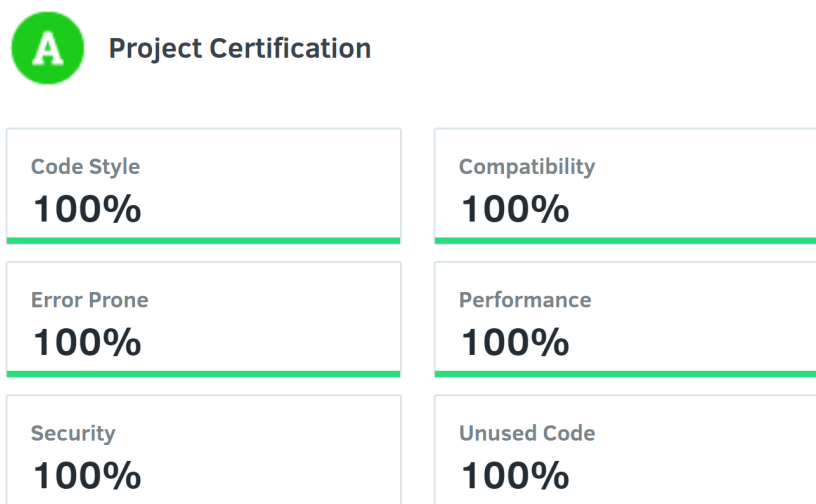 A Project Certification
Code Style
100%
Compatibility
100%
Error Prone
100%
Performance
100%
Security
100%
Unused Code
100%